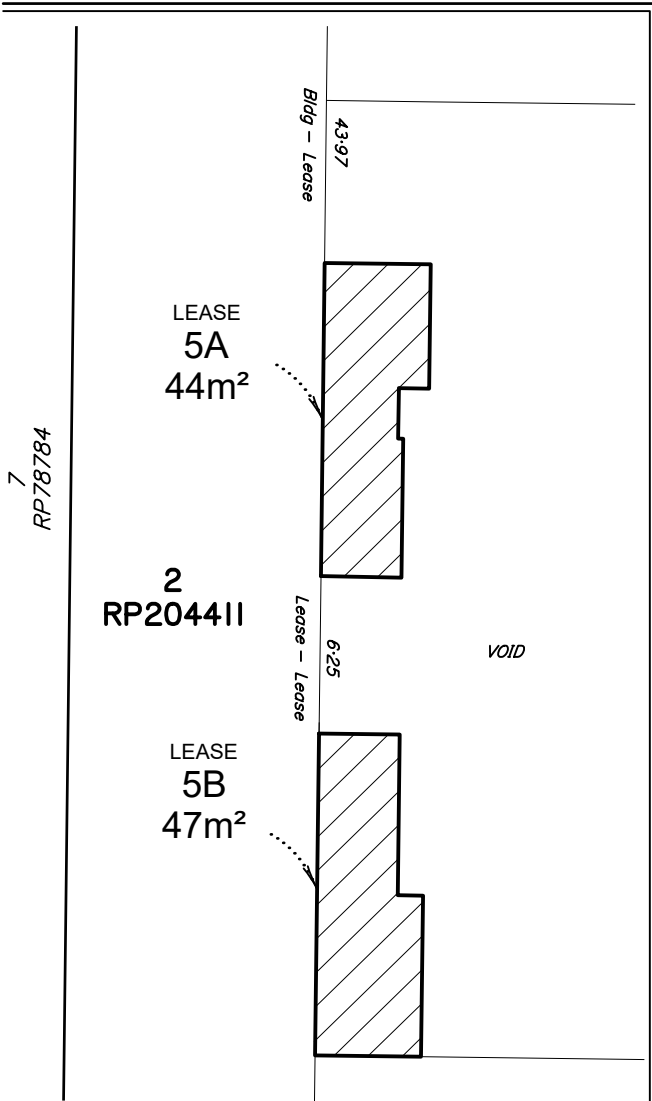 Bldg – Lease
43·97
LEASE
5A
44m²
7
RP78784
2
RP204411
Lease – Lease
6·25
VOID
LEASE
5B
47m²